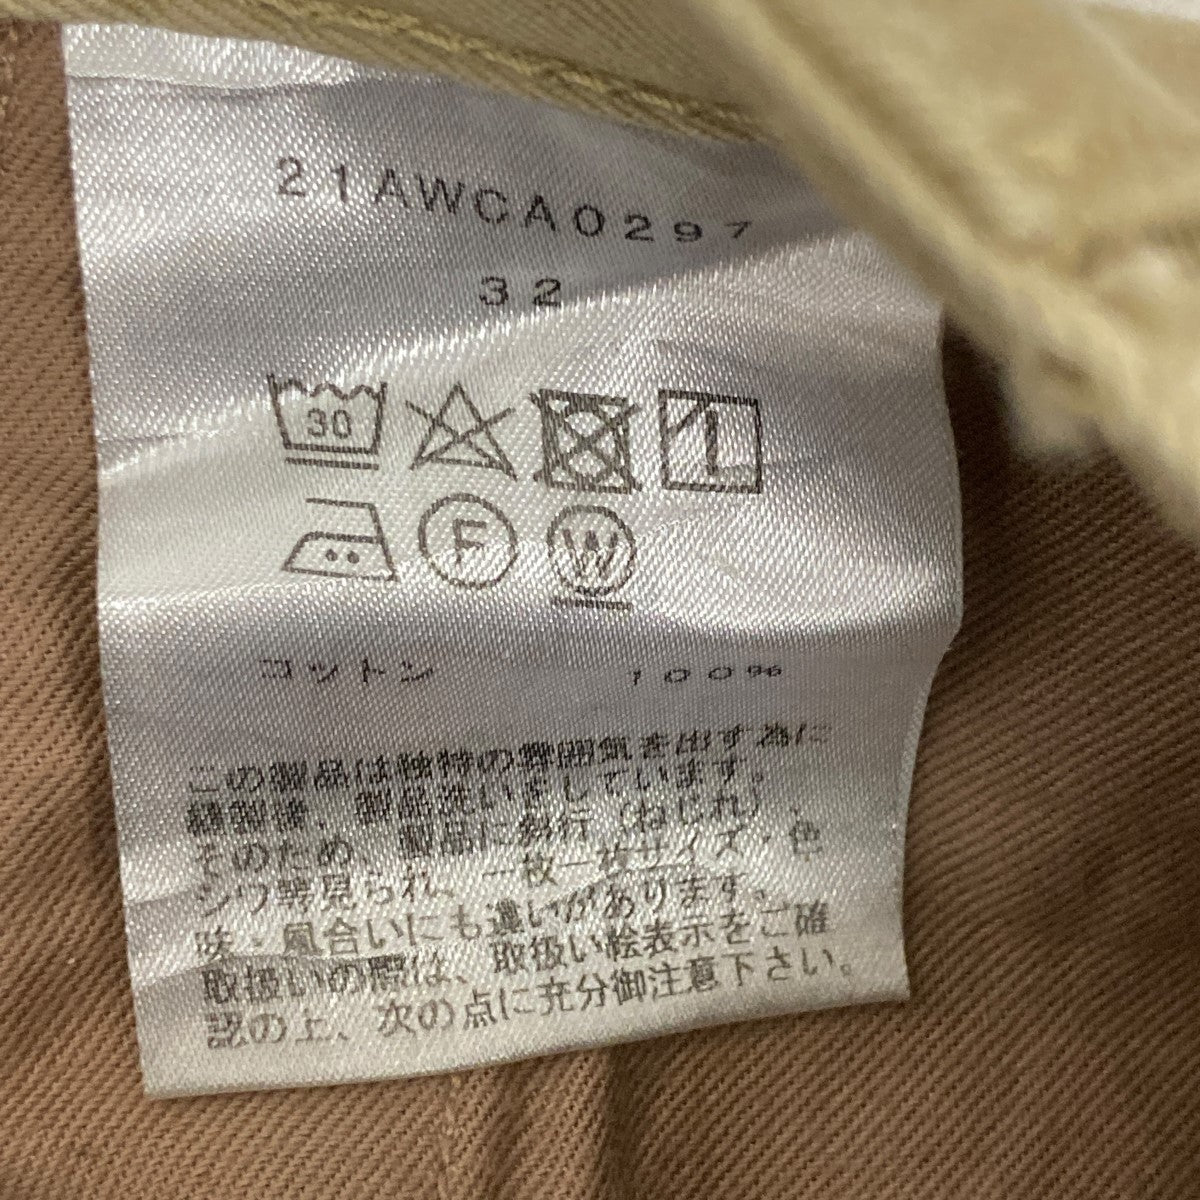 21AWCA0297
32
30
F W
コットン 100%
この製品は独特の雰囲気を出す為に
縫製後、製品洗いをしています。
そのため、製品に斜行（ねじれ）、
シワ等見られ、一枚一枚サイズ・色
味・風合いにも違いがあります。
取扱いの際は、取扱い絵表示をご確
認の上、次の点に充分御注意下さい。